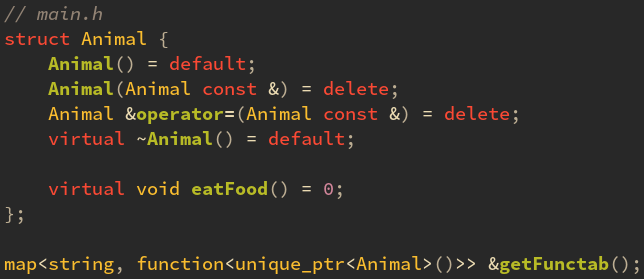 // main.h
struct Animal {
    Animal() = default;
    Animal(Animal const &) = delete;
    Animal &operator=(Animal const &) = delete;
    virtual ~Animal() = default;

    virtual void eatFood() = 0;
};

map<string, function<unique_ptr<Animal>()>> &getFunctab();